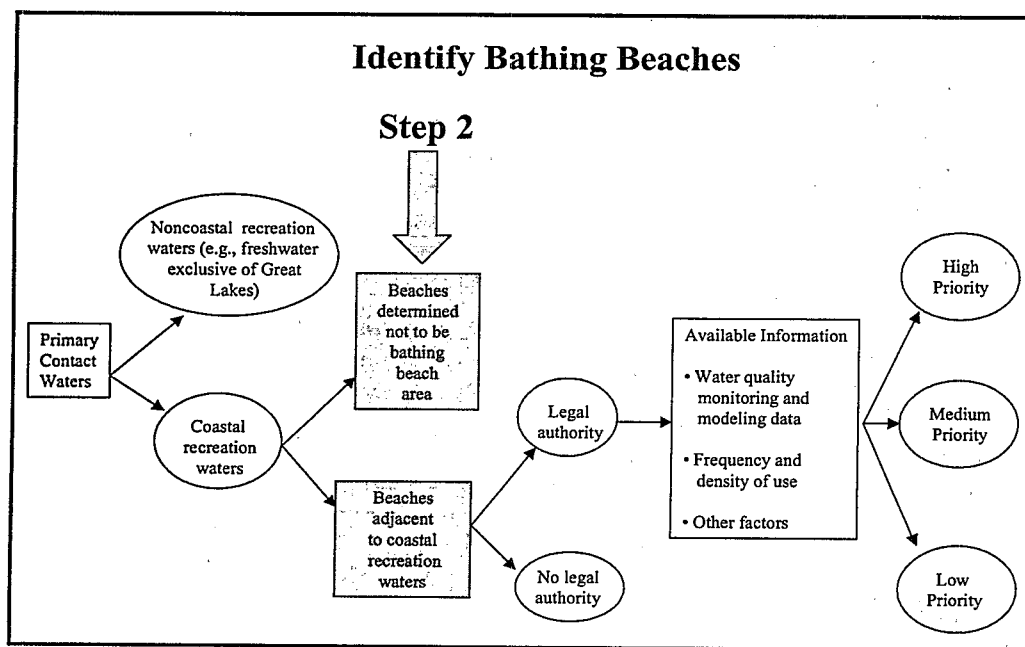 Identify Bathing Beaches
Step 2
Noncoastal recreation
waters (e.g., freshwater
exclusive of Great
Lakes)
Primary
Contact
Waters
Coastal
recreation
waters
Beaches
determined
not to be
bathing
beach
area
Beaches
adjacent
to coastal
recreation
waters
Legal
authority
No legal
authority
Available Information
• Water quality
monitoring and
modeling data
• Frequency and
density of use
• Other factors
High
Priority
Medium
Priority
Low
Priority